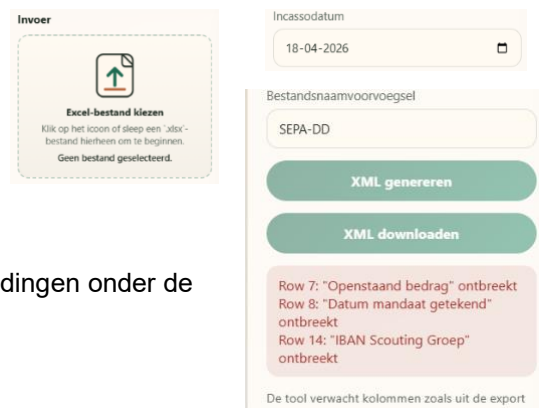 Invoer
Excel-bestand kiezen
Klik op het icoon of sleep een `.xlsx`-
bestand hierheen om te beginnen.
Geen bestand geselecteerd.
dingen onder de
Incassodatum
18-04-2026
Bestandsnaamvoorvoegsel
SEPA-DD
XML genereren
XML downloaden
Row 7: "Openstaand bedrag" ontbreekt
Row 8: "Datum mandaat getekend"
ontbreekt
Row 14: "IBAN Scouting Groep"
ontbreekt
De tool verwacht kolommen zoals uit de export